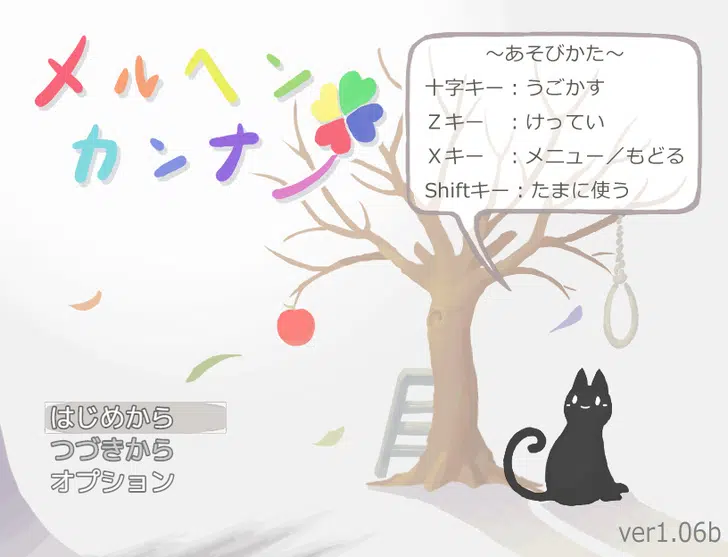 メルヘン
カンナ
～あそびかた～
十字キー：うごかす
Ｚキー　：けってい
Ｘキー　：メニュー／もどる
Shiftキー：たまに使う
はじめから
つづきから
オプション
ver1.06b